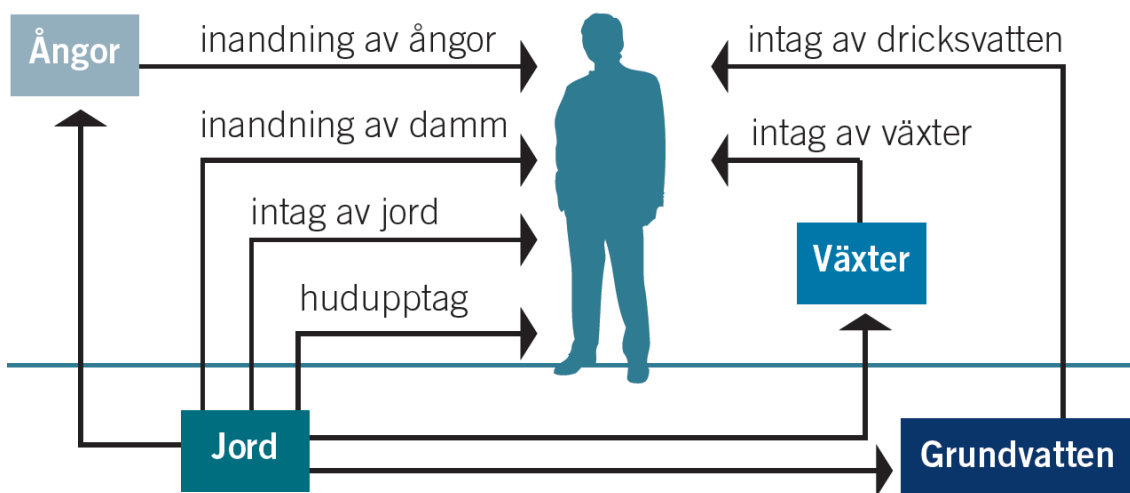 Ångor
inandning av ångor
intag av dricksvatten
inandning av damm
intag av växter
intag av jord
Växter
hudupptag
Jord
Grundvatten